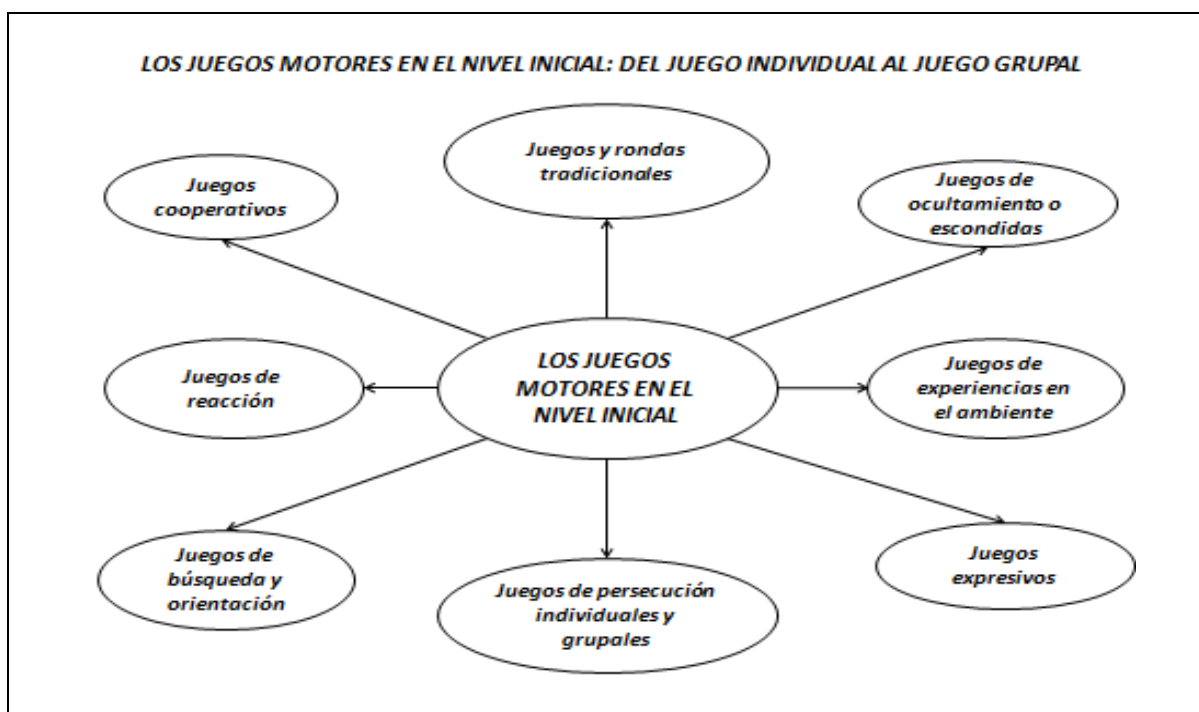 LOS JUEGOS MOTORES EN EL NIVEL INICIAL: DEL JUEGO INDIVIDUAL AL JUEGO GRUPAL
Juegos
cooperativos
Juegos y rondas
tradicionales
Juegos de
ocultamiento o
escondidas
Juegos de
reacción
LOS JUEGOS
MOTORES EN EL
NIVEL INICIAL
Juegos de
experiencias en
el ambiente
Juegos de
búsqueda y
orientación
Juegos de persecución
individuales y
grupales
Juegos
expresivos